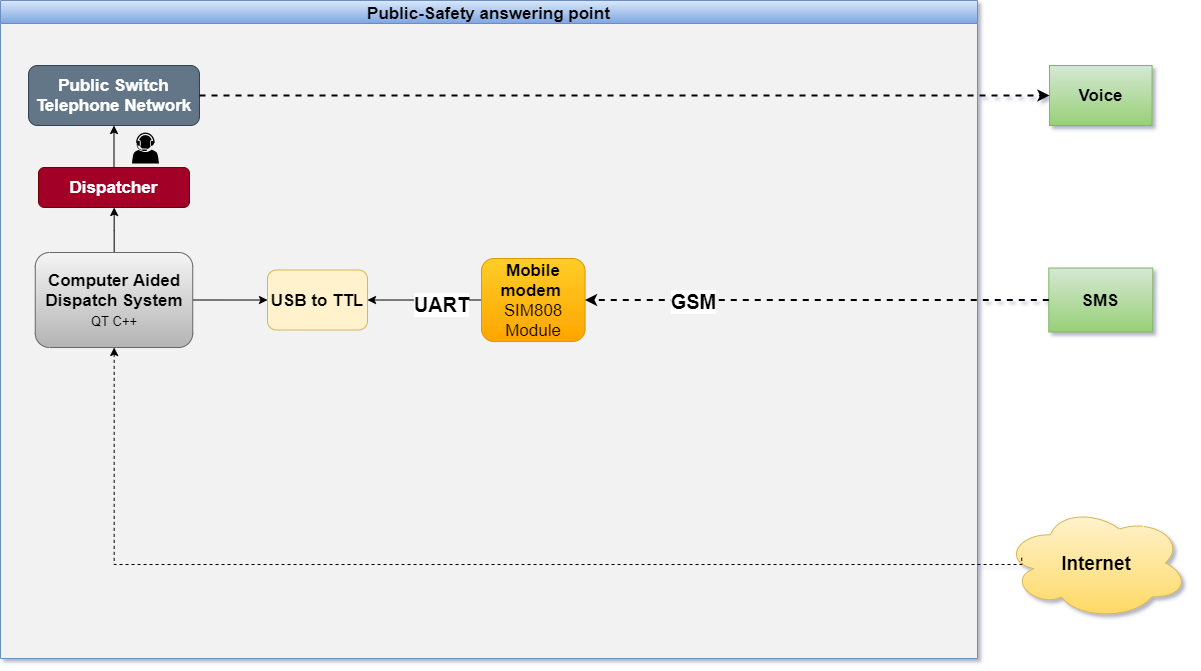 Public-Safety answering point
Public Switch
Telephone Network
Voice
Dispatcher
Computer Aided
Dispatch System
QT C++
USB to TTL
UART
Mobile
modem
SIM808
Module
GSM
SMS
Internet